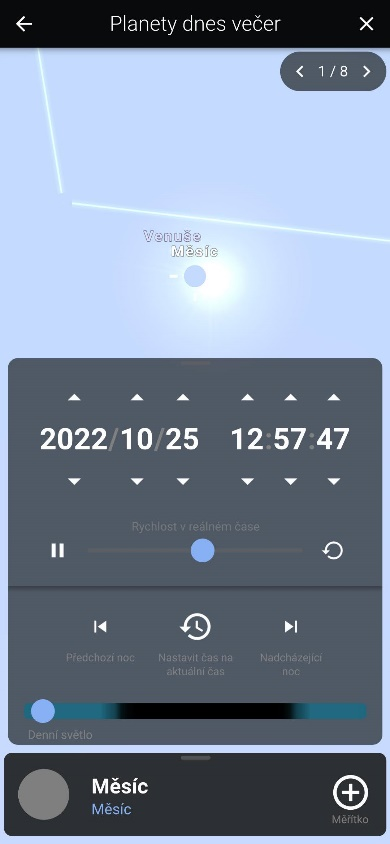 Planety dnes večer
1 / 8
Venuše
Měsíc
2022/10/25 12:57:47
Rychlost v reálném čase
Předchozí noc
Nastavit čas na
aktuální čas
Nadcházející
noc
Denní světlo
Měsíc
Měsíc
Měřítko